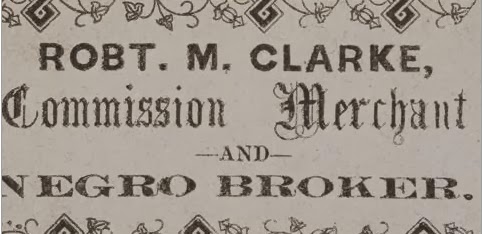 ROBT. M. CLARKE,
Commission Merchant
—AND—
NEGRO BROKER.